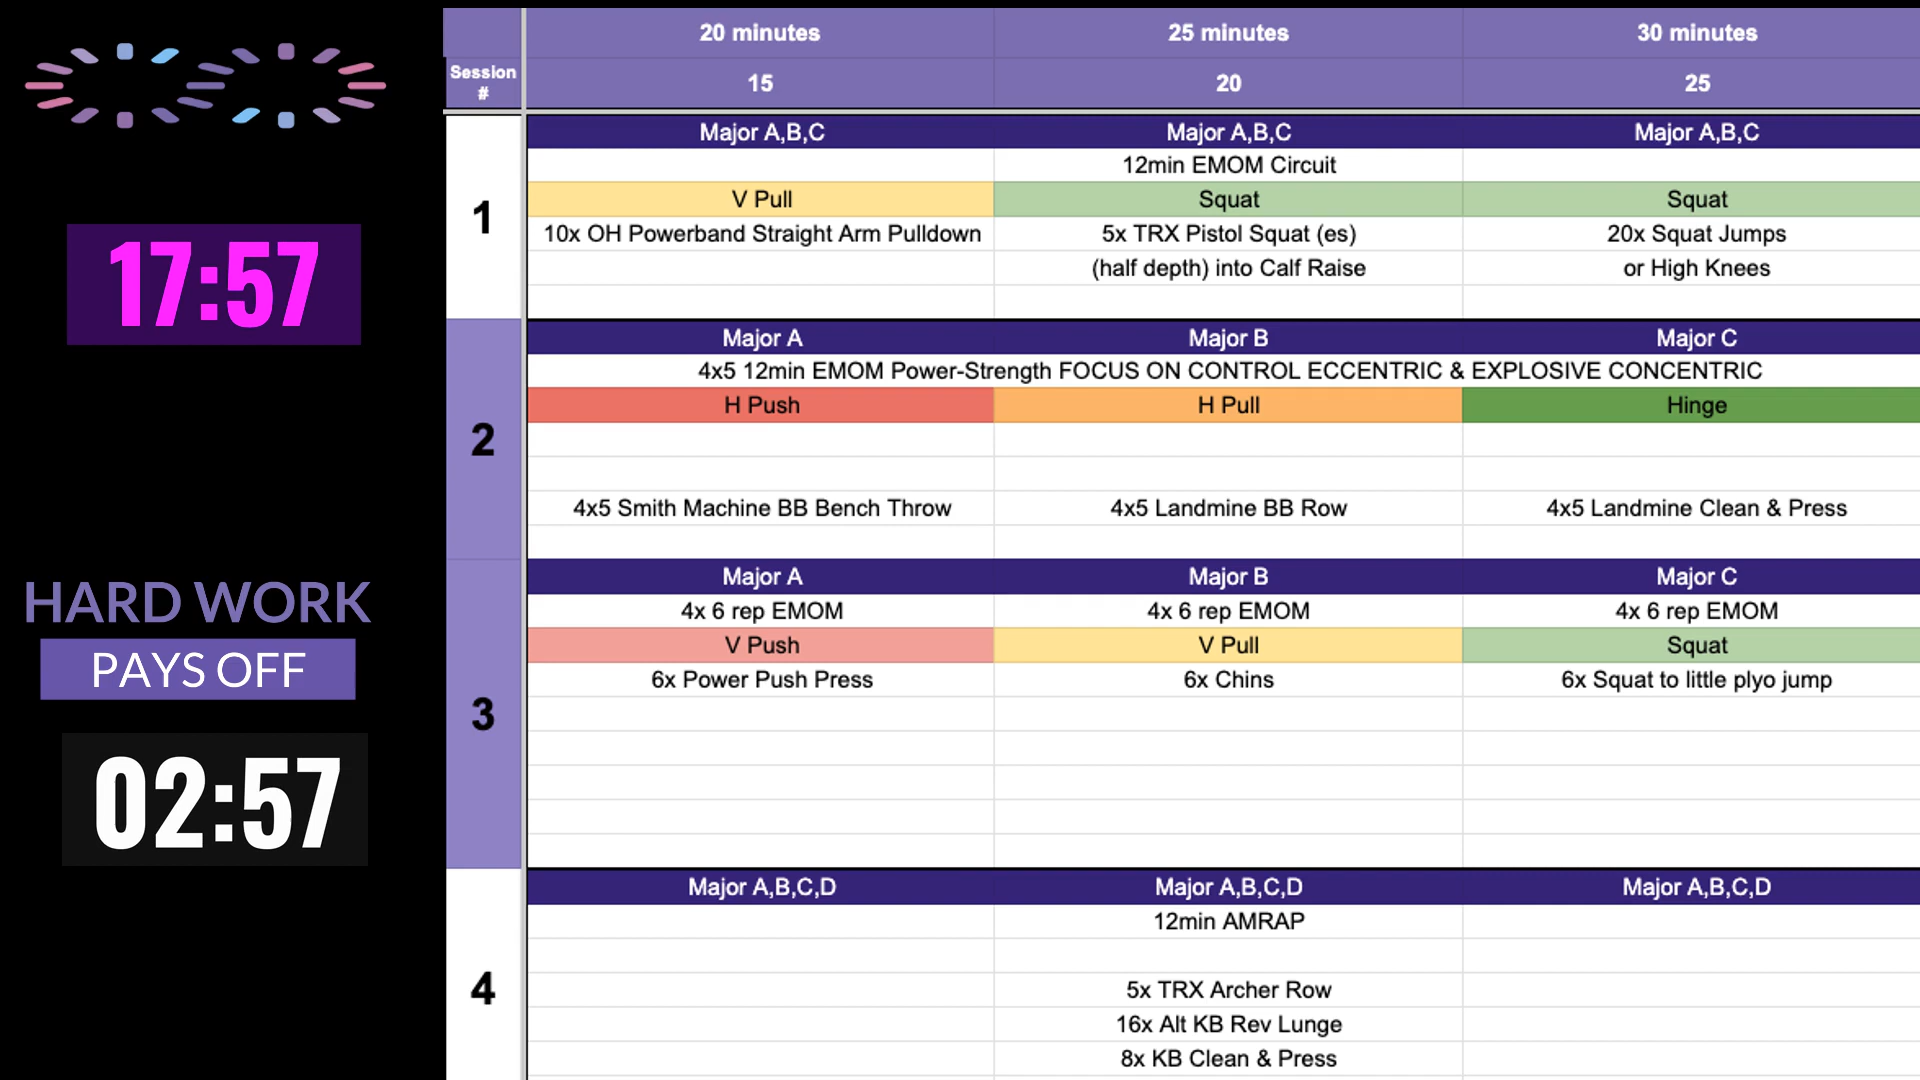 17:57
HARD WORK
PAYS OFF
02:57
20 minutes 25 minutes 30 minutes
Session
# 15 20 25
Major A,B,C Major A,B,C Major A,B,C
12min EMOM Circuit
1 V Pull Squat Squat
10x OH Powerband Straight Arm Pulldown 5x TRX Pistol Squat (es) 20x Squat Jumps
(half depth) into Calf Raise or High Knees
Major A Major B Major C
4x5 12min EMOM Power-Strength FOCUS ON CONTROL ECCENTRIC & EXPLOSIVE CONCENTRIC
2 H Push H Pull Hinge
4x5 Smith Machine BB Bench Throw 4x5 Landmine BB Row 4x5 Landmine Clean & Press
Major A Major B Major C
4x 6 rep EMOM 4x 6 rep EMOM 4x 6 rep EMOM
V Push V Pull Squat
3 6x Power Push Press 6x Chins 6x Squat to little plyo jump
Major A,B,C,D Major A,B,C,D Major A,B,C,D
12min AMRAP
4 5x TRX Archer Row
16x Alt KB Rev Lunge
8x KB Clean & Press